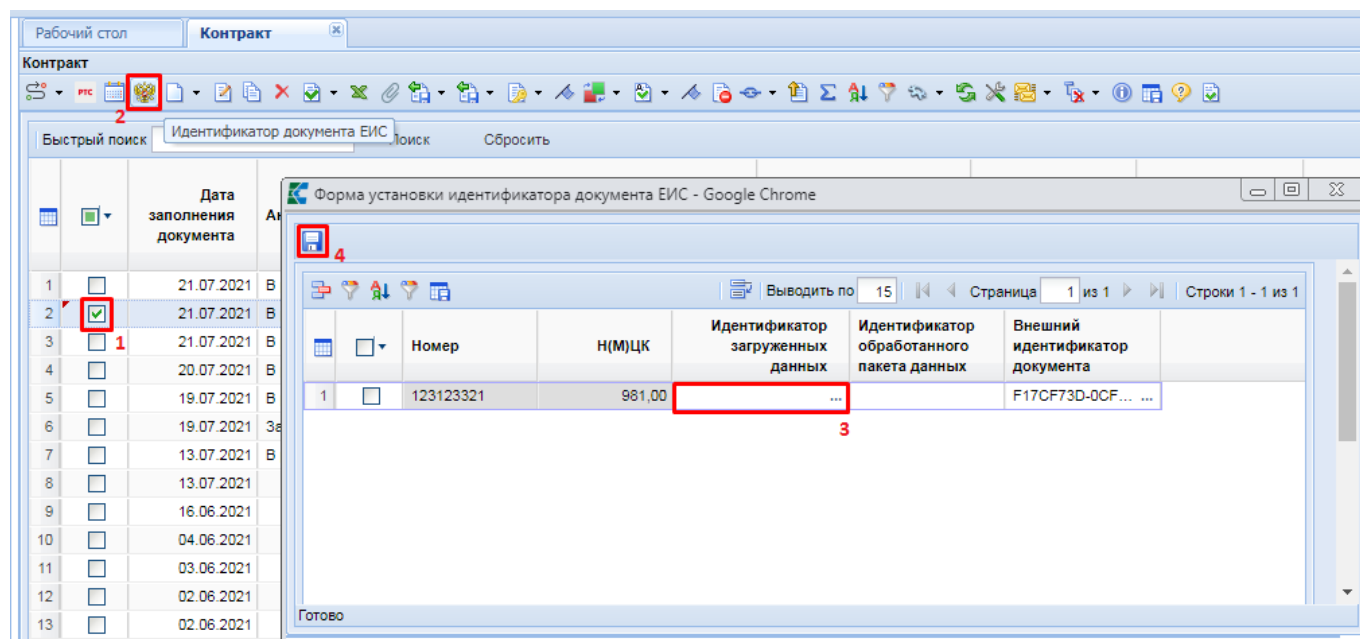 Рабочий стол
Контракт
Контракт
РТС
2
Идентификатор документа ЕИС
Быстрый поиск
Поиск
Сбросить
Дата
заполнения
документа
1 21.07.2021 В
2 21.07.2021 В
3 1 21.07.2021 В
4 20.07.2021 В
5 19.07.2021 В
6 19.07.2021 За
7 13.07.2021 В
8 13.07.2021
9 16.06.2021
10 04.06.2021
11 03.06.2021
12 02.06.2021
13 02.06.2021
Форма установки идентификатора документа ЕИС - Google Chrome
4
Выводить по 15 Страница 1 из 1 Строки 1 - 1 из 1
Номер
Н(М)ЦК
Идентификатор
загруженных
данных
Идентификатор
обработанного
пакета данных
Внешний
идентификатор
документа
1 123123321 981,00 ... F17CF73D-0CF... ...
3
Готово